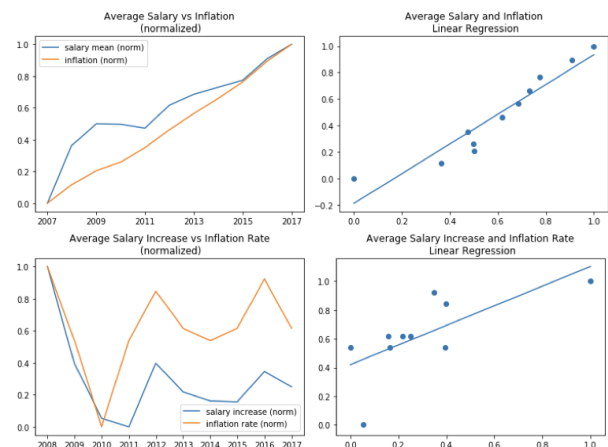 Average Salary vs Inflation
(normalized)
salary mean (norm)
inflation (norm)
1.0
0.8
0.6
0.4
0.2
0.0
2007 2009 2011 2013 2015 2017
Average Salary and Inflation
Linear Regression
1.0
0.8
0.6
0.4
0.2
0.0
−0.2
0.0 0.2 0.4 0.6 0.8 1.0
Average Salary Increase vs Inflation Rate
(normalized)
1.0
0.8
0.6
0.4
0.2
0.0
salary increase (norm)
inflation rate (norm)
2008 2009 2010 2011 2012 2013 2014 2015 2016 2017
Average Salary Increase and Inflation Rate
Linear Regression
1.0
0.8
0.6
0.4
0.2
0.0
0.0 0.2 0.4 0.6 0.8 1.0